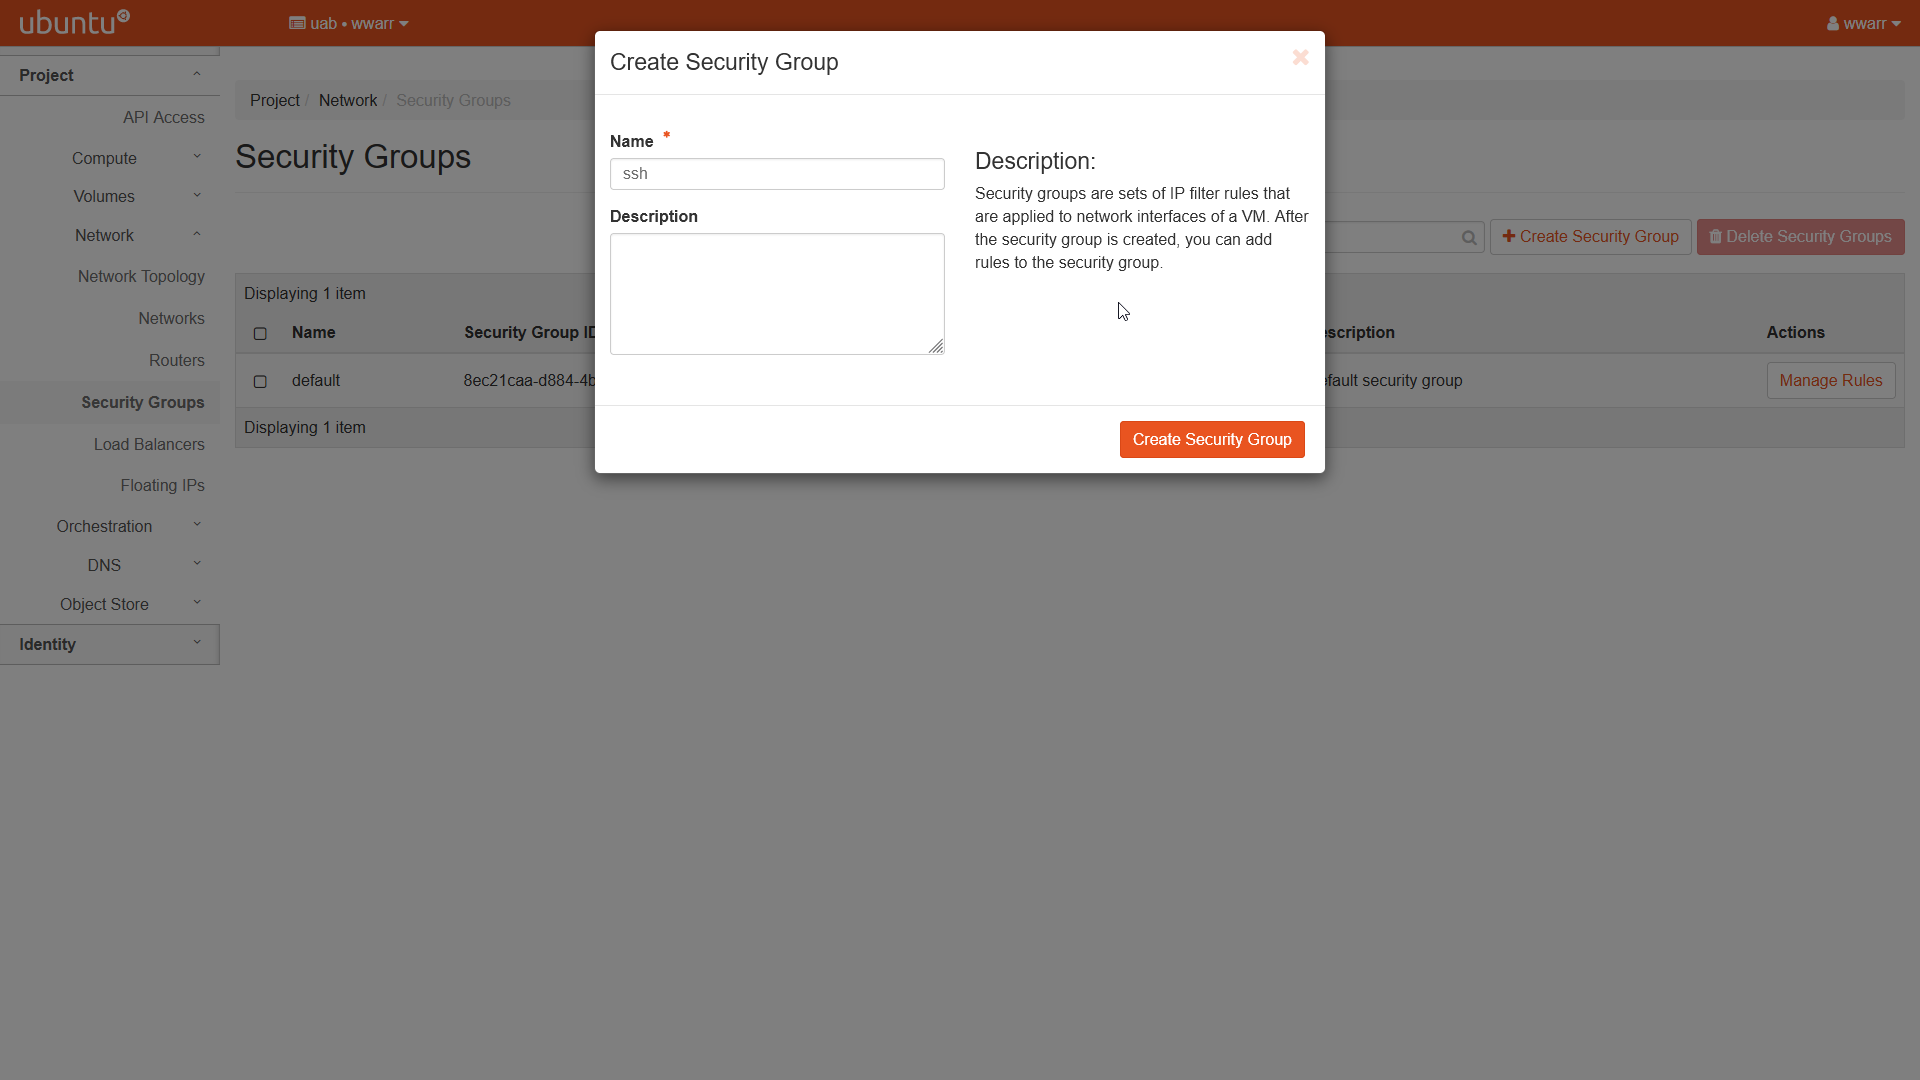 ubuntu
uab • wwarr
wwarr
Project
API Access
Compute
Volumes
Network
Network Topology
Networks
Routers
Security Groups
Load Balancers
Floating IPs
Orchestration
DNS
Object Store
Identity
Project / Network / Security Groups
Security Groups
Create Security Group
Delete Security Groups
Displaying 1 item
Name
Security Group ID
scription
Actions
default
8ec21caa-d884-4b
fault security group
Manage Rules
Displaying 1 item
Create Security Group
Name *
ssh
Description
Description:
Security groups are sets of IP filter rules that
are applied to network interfaces of a VM. After
the security group is created, you can add
rules to the security group.
Create Security Group